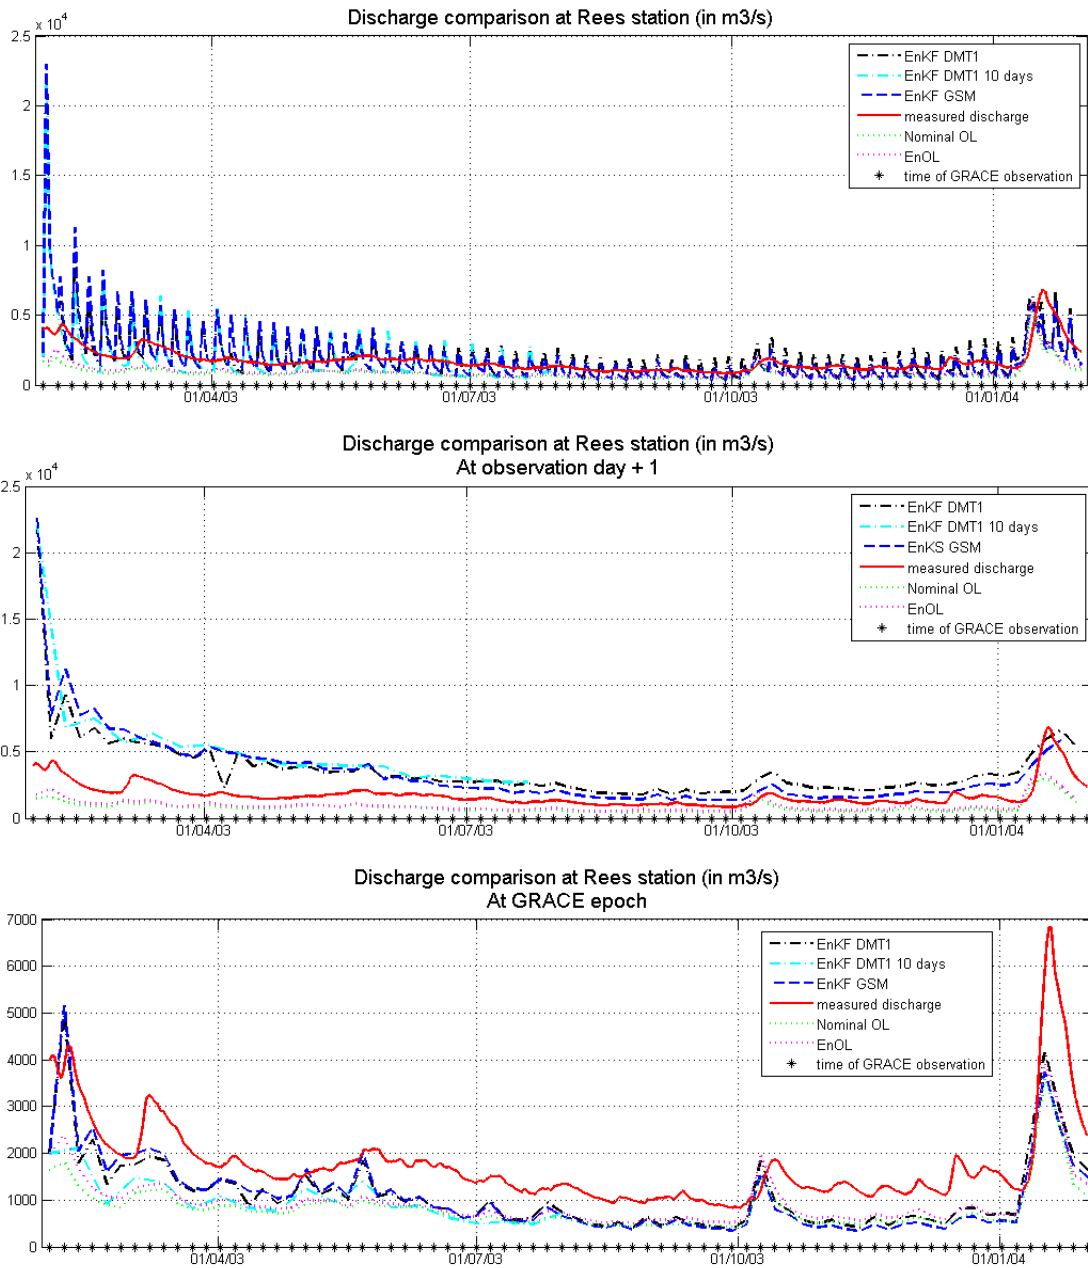 Discharge comparison at Rees station (in m3/s)
x 10⁴
2.5
2
1.5
1
0.5
0
01/04/03
01/07/03
01/10/03
01/01/04
EnKF DMT1
EnKF DMT1 10 days
EnKF GSM
measured discharge
Nominal OL
EnOL
time of GRACE observation
Discharge comparison at Rees station (in m3/s)
At observation day + 1
x 10⁴
2.5
2
1.5
1
0.5
0
01/04/03
01/07/03
01/10/03
01/01/04
EnKF DMT1
EnKF DMT1 10 days
EnKS GSM
measured discharge
Nominal OL
EnOL
time of GRACE observation
Discharge comparison at Rees station (in m3/s)
At GRACE epoch
7000
6000
5000
4000
3000
2000
1000
0
01/04/03
01/07/03
01/10/03
01/01/04
EnKF DMT1
EnKF DMT1 10 days
EnKF GSM
measured discharge
Nominal OL
EnOL
time of GRACE observation